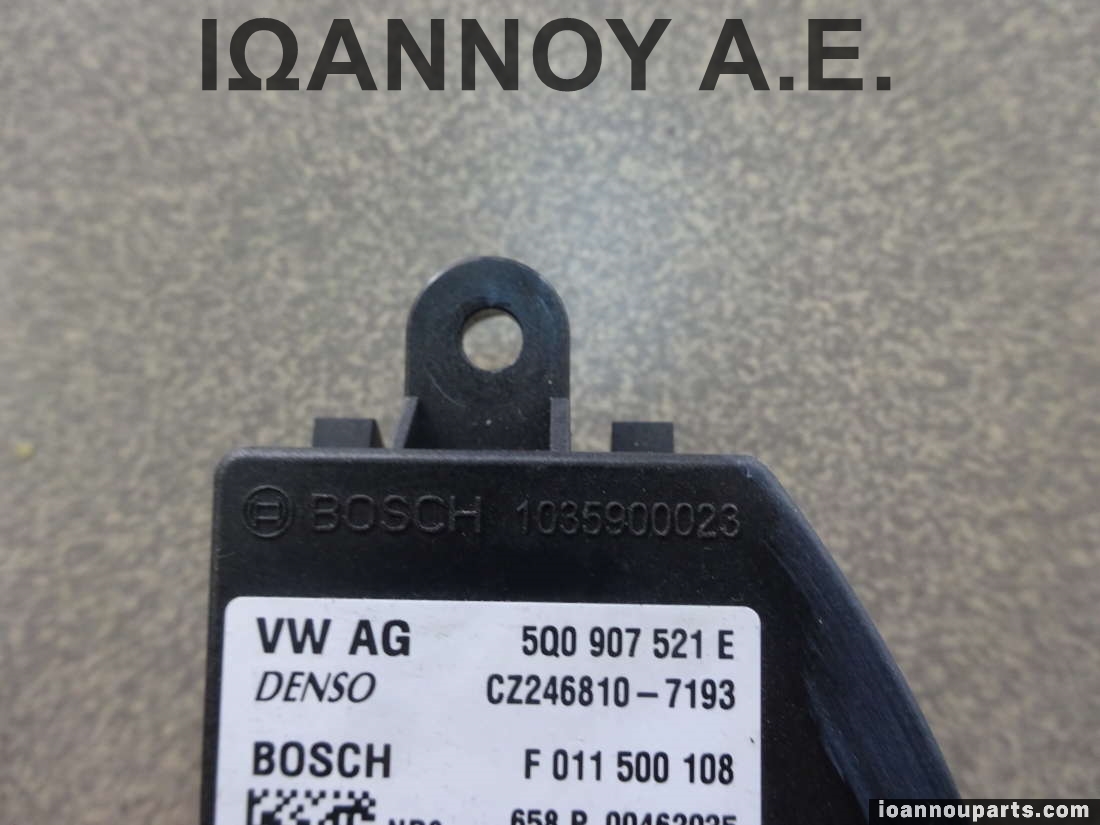 ΙΩΑΝΝΟΥ Α.Ε.
BOSCH 1035900023
VW AG 5Q0 907 521 E
DENSO CZ246810-7193
BOSCH F 011 500 108
ioannouparts.com